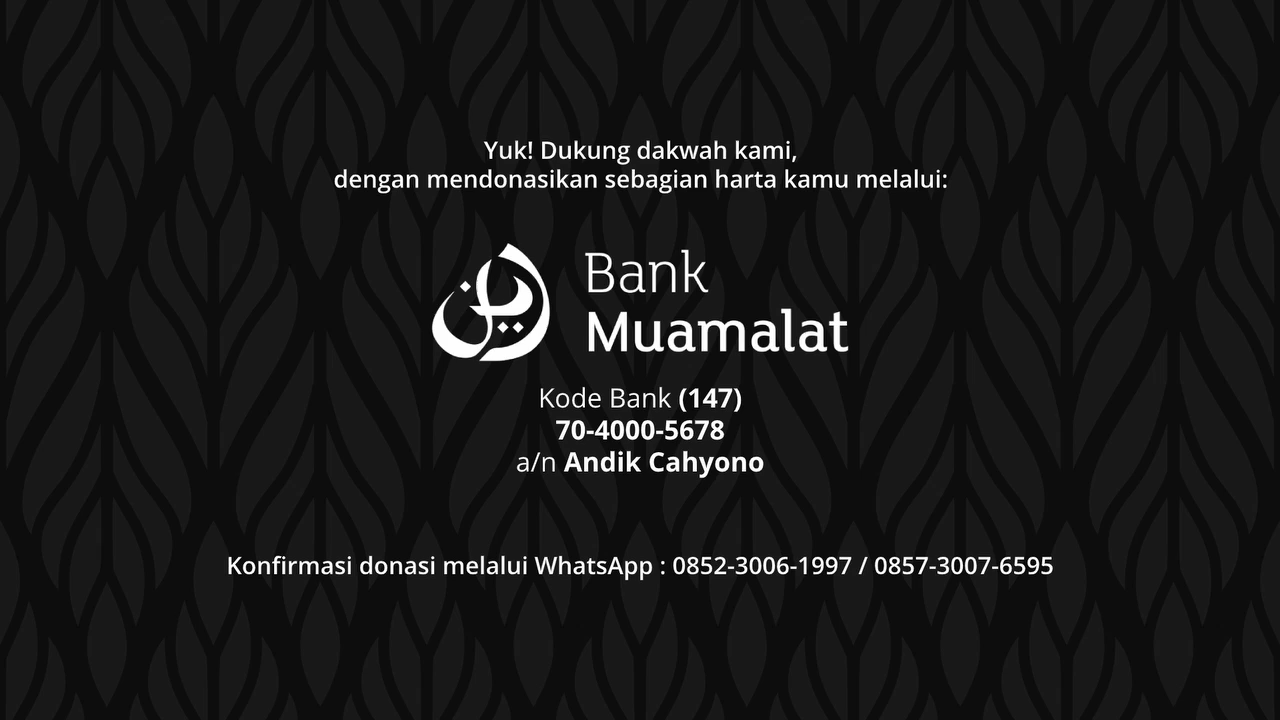 Yuk! Dukung dakwah kami,
dengan mendonasikan sebagian harta kamu melalui:
Bank
Muamalat
Kode Bank (147)
70-4000-5678
a/n Andik Cahyono
Konfirmasi donasi melalui WhatsApp : 0852-3006-1997 / 0857-3007-6595